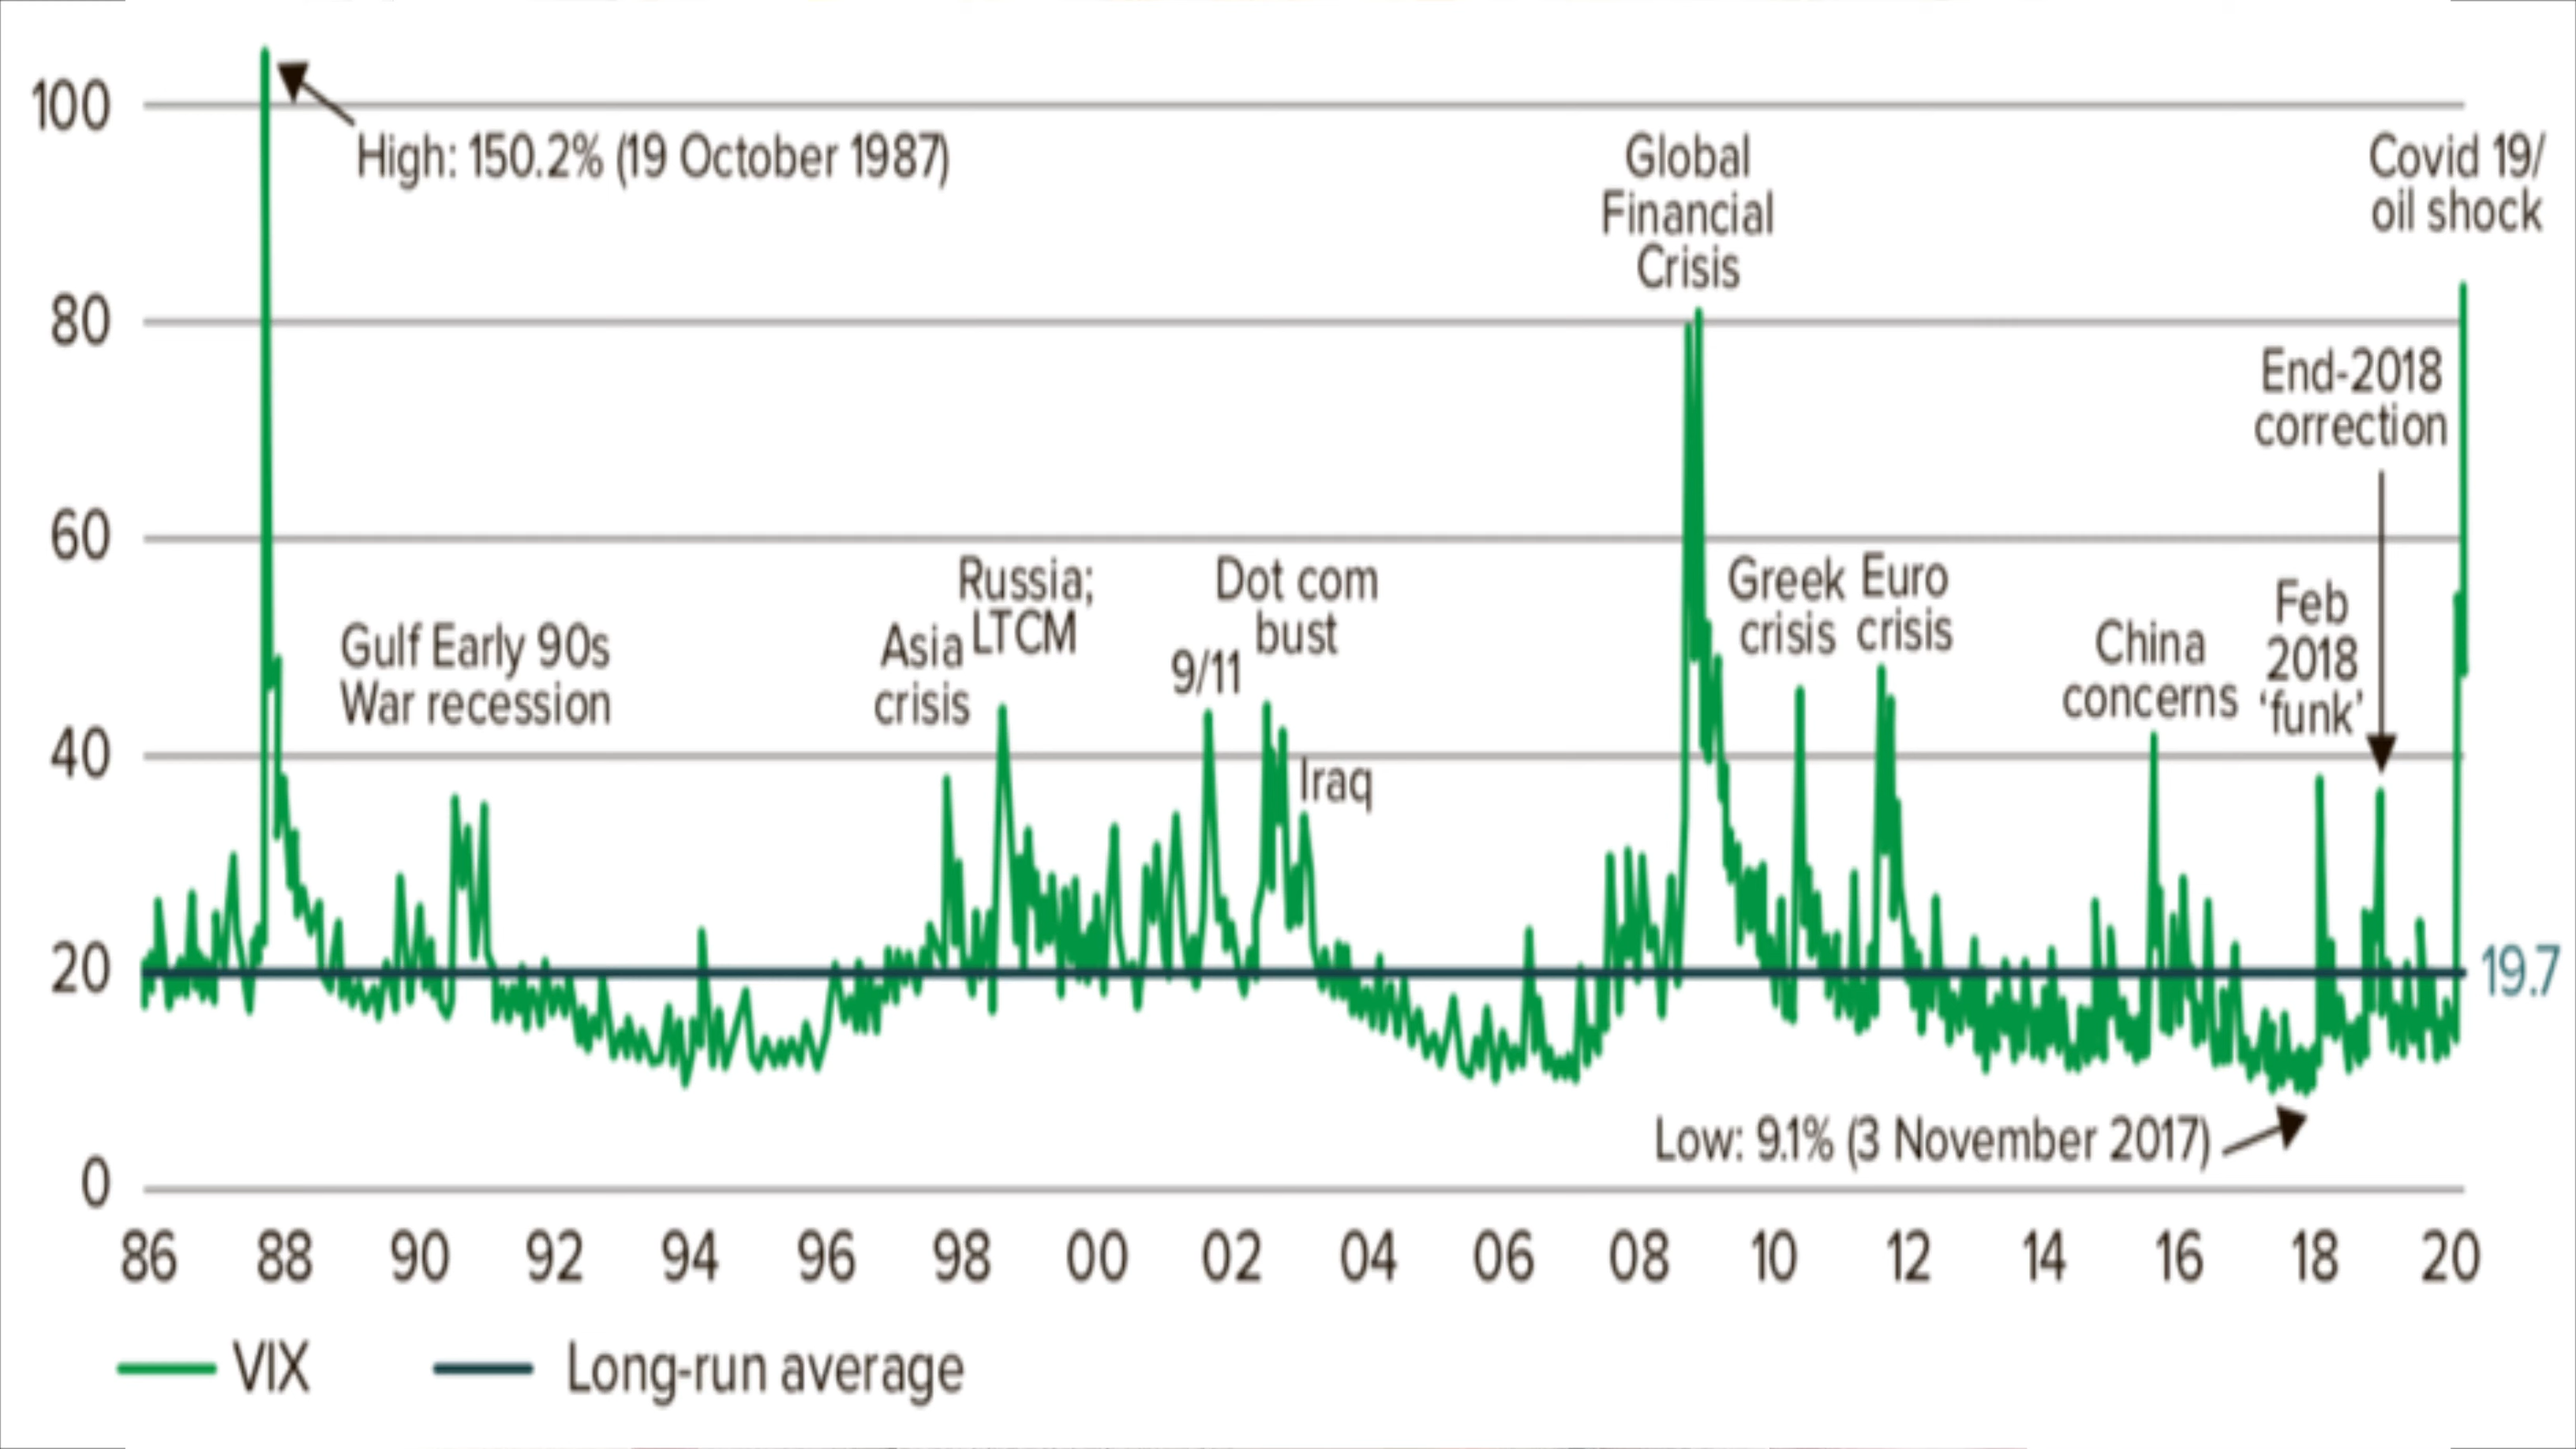 100
High: 150.2% (19 October 1987)
Global
Financial
Crisis
Covid 19/
oil shock
80
End-2018
correction
60
Gulf Early 90s
War recession
Asia
crisis
Russia;
LTCM
9/11
Dot com
bust
Iraq
Greek
crisis
Euro
crisis
China
concerns
Feb
2018
‘funk’
40
20
19.7
Low: 9.1% (3 November 2017)
0
86 88 90 92 94 96 98 00 02 04 06 08 10 12 14 16 18 20
VIX Long-run average